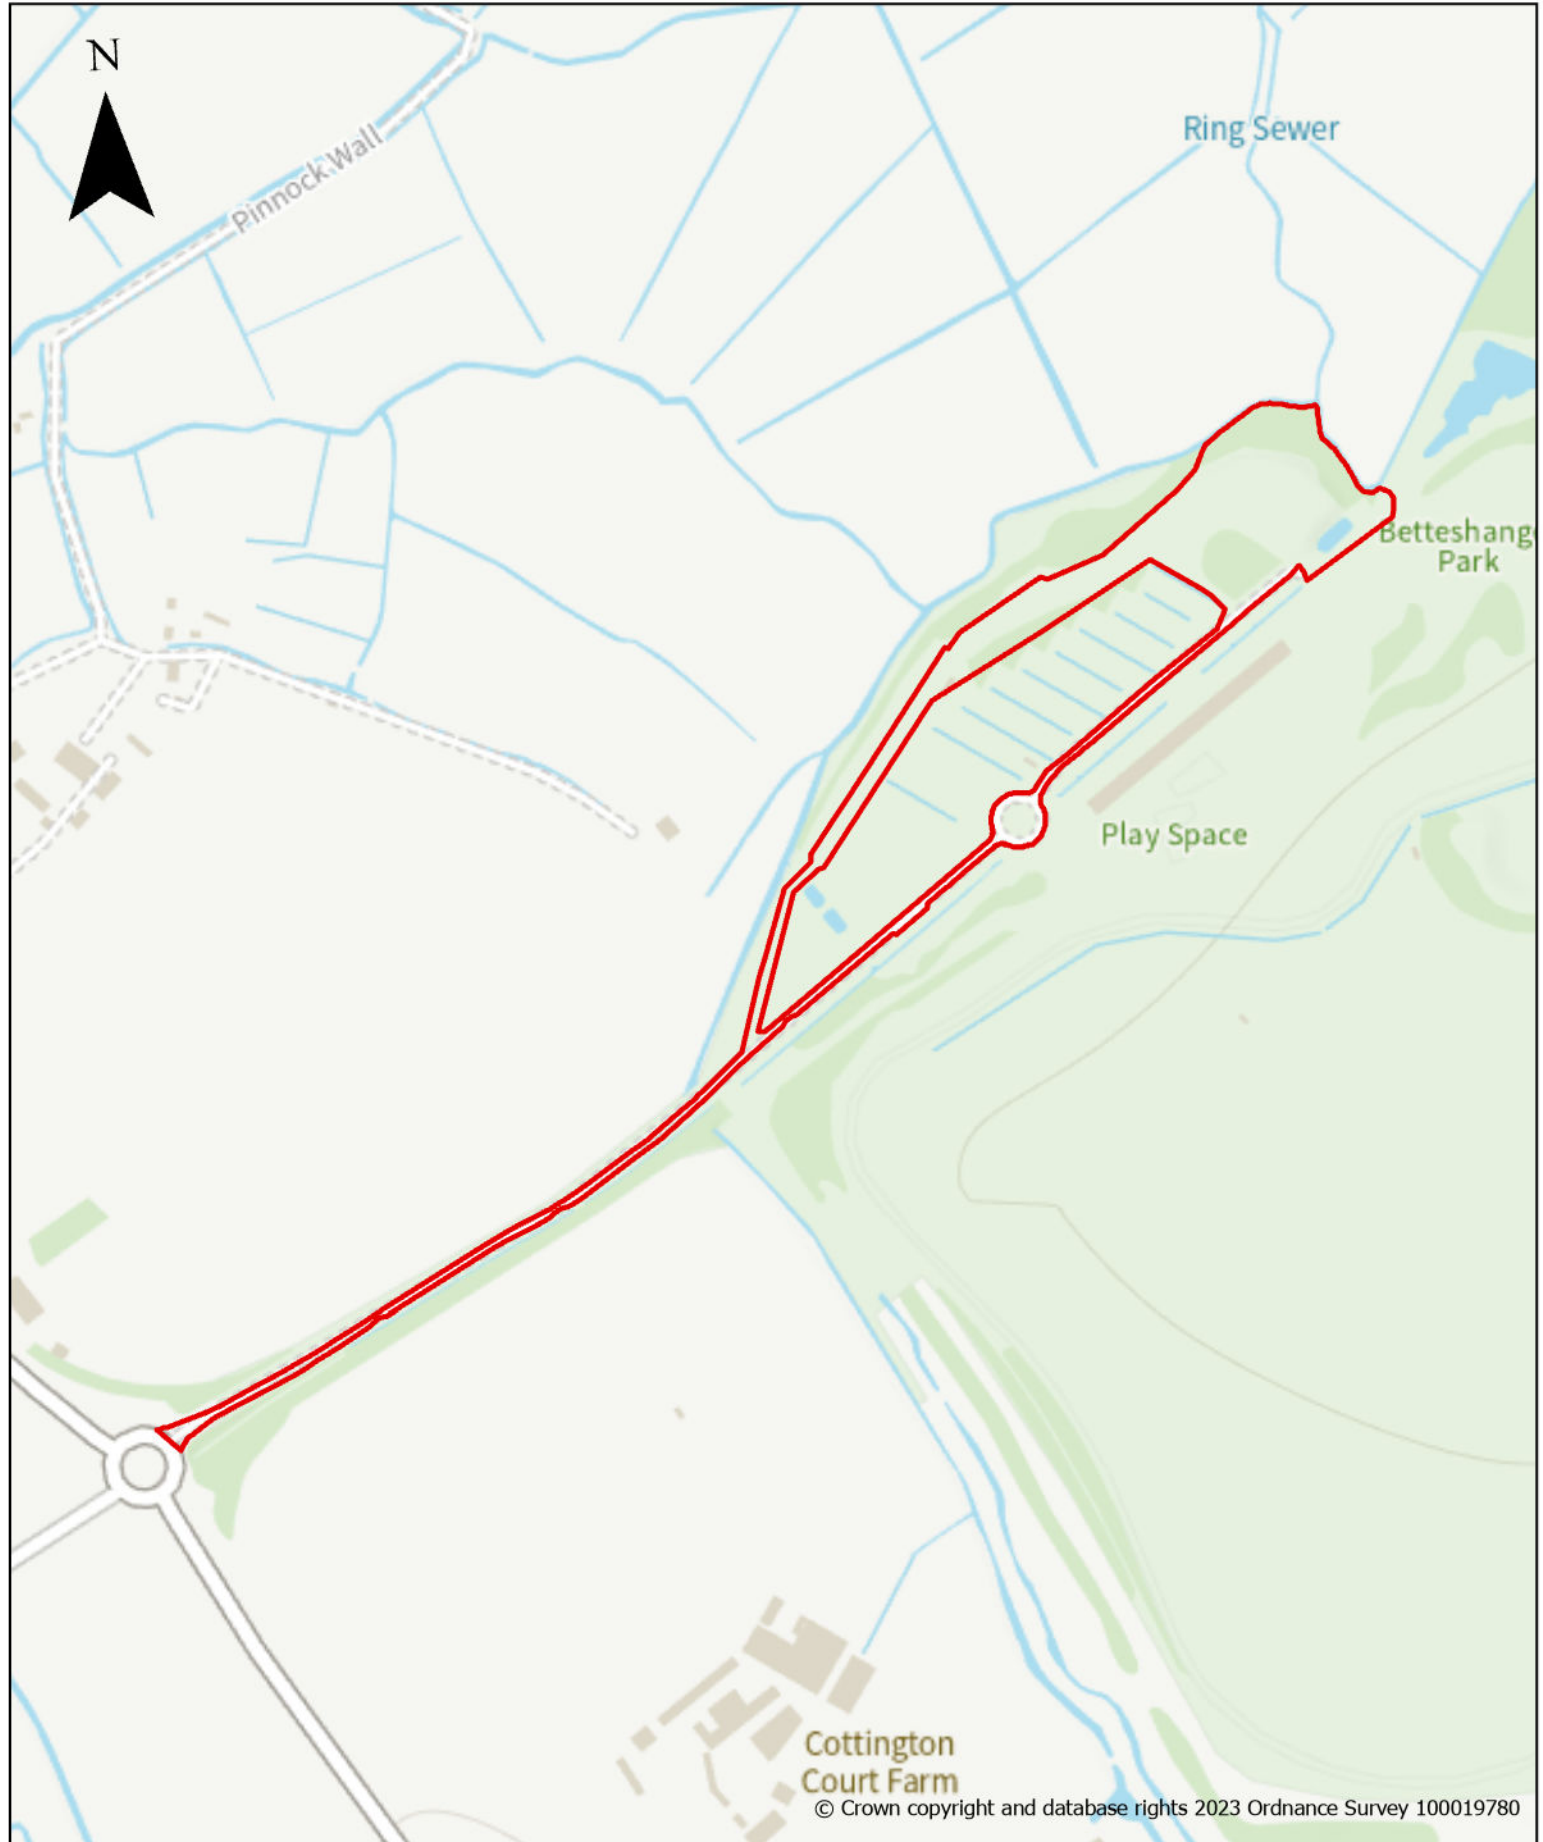 N
Pinnock Wall
Ring Sewer
Betteshang
Park
Play Space
Cottington
Court Farm
© Crown copyright and database rights 2023 Ordnance Survey 100019780